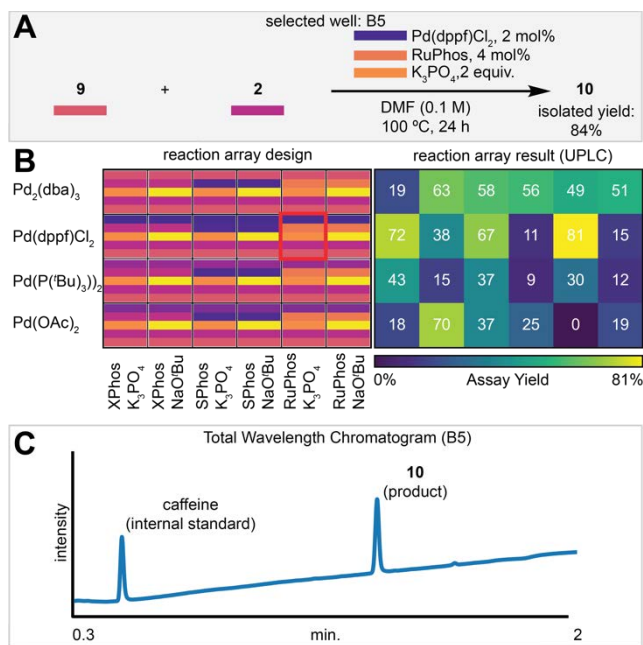 A
selected well: B5
Pd(dppf)Cl₂, 2 mol%
RuPhos, 4 mol%
K₃PO₄,2 equiv.
9 + 2 10
DMF (0.1 M)
100 ºC, 24 h
isolated yield:
84%
B
reaction array design
reaction array result (UPLC)
Pd₂(dba)₃
19 63 58 56 49 51
Pd(dppf)Cl₂
72 38 67 11 81 15
Pd(P(ᵗBu)₃))₂
43 15 37 9 30 12
Pd(OAc)₂
18 70 37 25 0 19
XPhos
K₃PO₄
XPhos
NaOᵗBu
SPhos
K₃PO₄
SPhos
NaOᵗBu
RuPhos
K₃PO₄
RuPhos
NaOᵗBu
0% Assay Yield 81%
C
Total Wavelength Chromatogram (B5)
intensity
caffeine
(internal standard)
10
(product)
0.3 min. 2